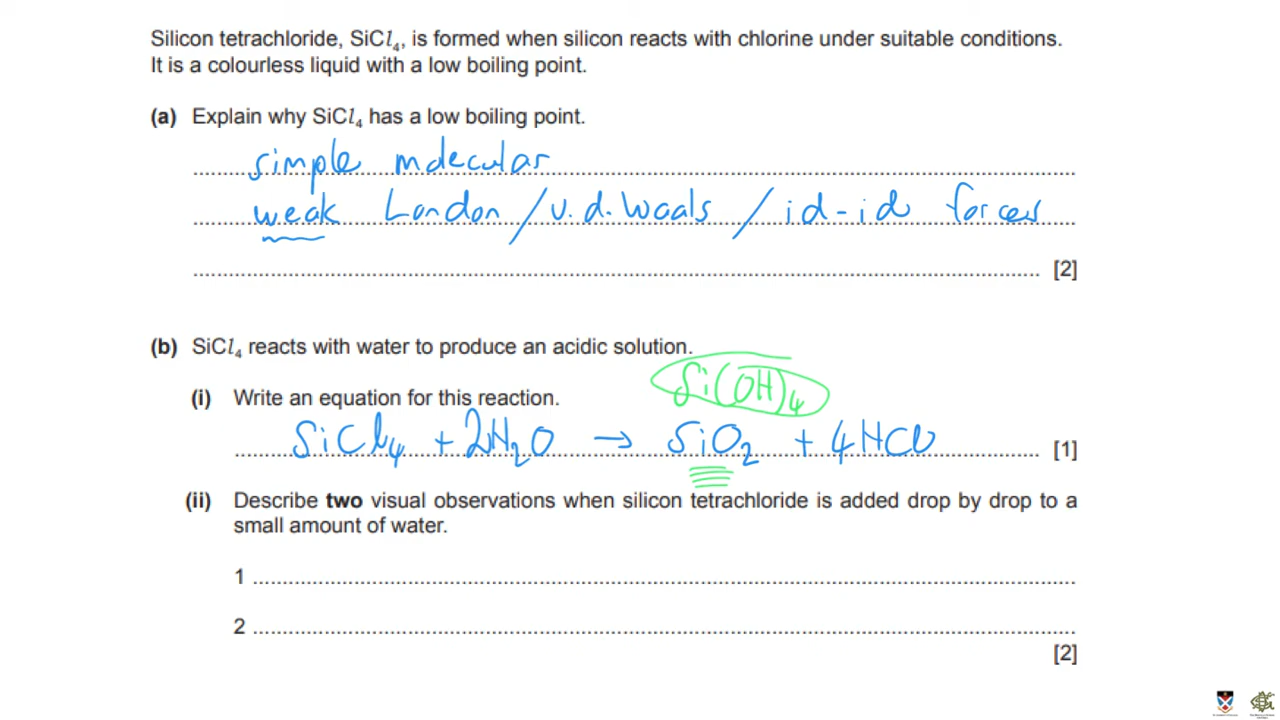 Silicon tetrachloride, SiCl₄, is formed when silicon reacts with chlorine under suitable conditions.
It is a colourless liquid with a low boiling point.
(a) Explain why SiCl₄ has a low boiling point.
simple molecular
weak London / v.d.Waals / id-id forces
[2]
(b) SiCl₄ reacts with water to produce an acidic solution.
Si(OH)₄
(i) Write an equation for this reaction.
SiCl₄ + 2H₂O → SiO₂ + 4HCl [1]
(ii) Describe two visual observations when silicon tetrachloride is added drop by drop to a
small amount of water.
1
2
[2]